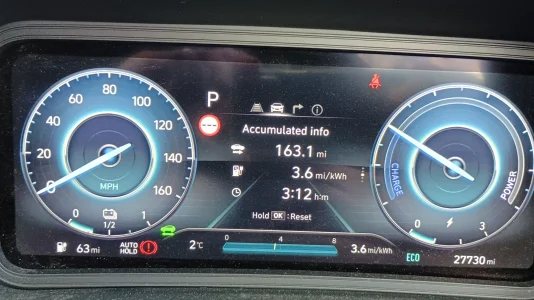 P
Accumulated info
163.1 mi
3.6 mi/kWh
3:12 h:m
Hold OK :Reset
0 20 40 60 80 100 120 140 160
MPH
0 1/2 1
CHARGE
POWER
0 3
63 mi
AUTO HOLD
2°C
0 4 8
3.6 mi/kWh
ECO
27730 mi